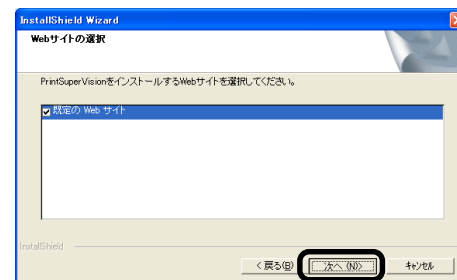 InstallShield Wizard
Webサイトの選択
PrintSuperVisionをインストールするWebサイトを選択してください。
既定の Web サイト
InstallShield
< 戻る(B) 次へ(N)> キャンセル